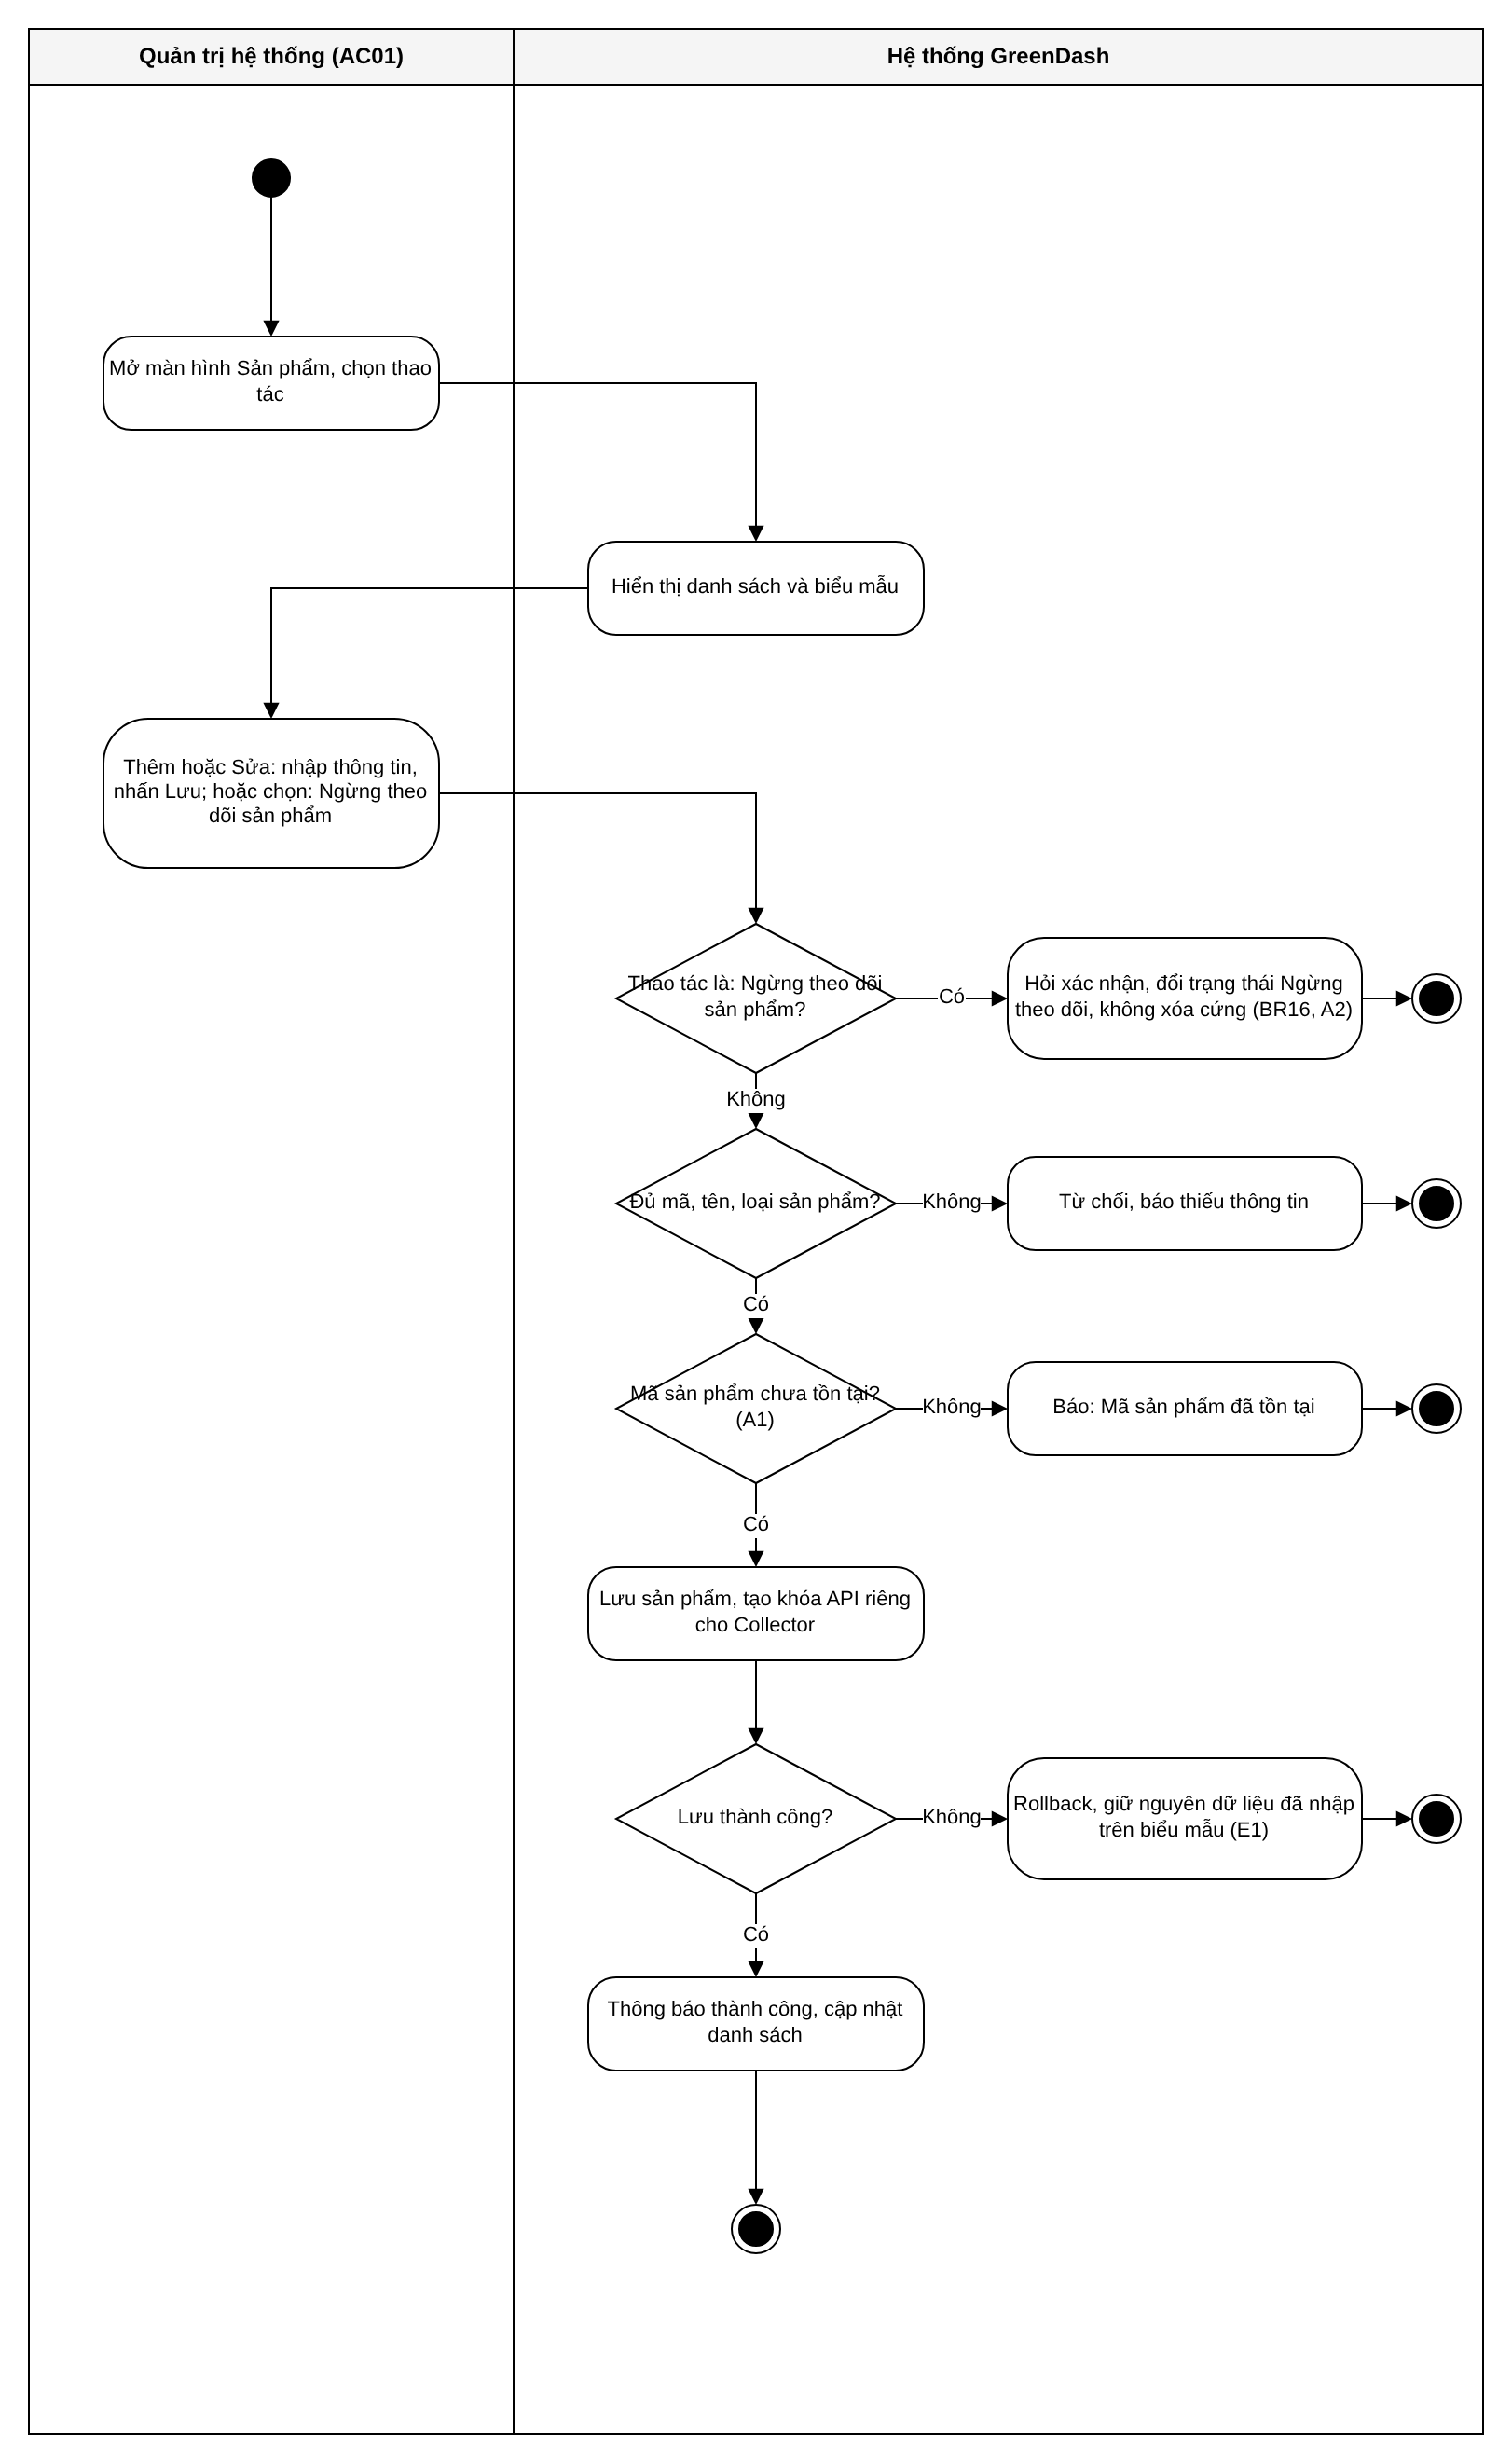 Quản trị hệ thống (AC01)
Hệ thống GreenDash
Mở màn hình Sản phẩm, chọn thao
tác
Hiển thị danh sách và biểu mẫu
Thêm hoặc Sửa: nhập thông tin,
nhấn Lưu; hoặc chọn: Ngừng theo
dõi sản phẩm
Thao tác là: Ngừng theo dõi
sản phẩm?
Có
Hỏi xác nhận, đổi trạng thái Ngừng
theo dõi, không xóa cứng (BR16, A2)
Không
Đủ mã, tên, loại sản phẩm?
Không
Từ chối, báo thiếu thông tin
Có
Mã sản phẩm chưa tồn tại?
(A1)
Không
Báo: Mã sản phẩm đã tồn tại
Có
Lưu sản phẩm, tạo khóa API riêng
cho Collector
Lưu thành công?
Không
Rollback, giữ nguyên dữ liệu đã nhập
trên biểu mẫu (E1)
Có
Thông báo thành công, cập nhật
danh sách